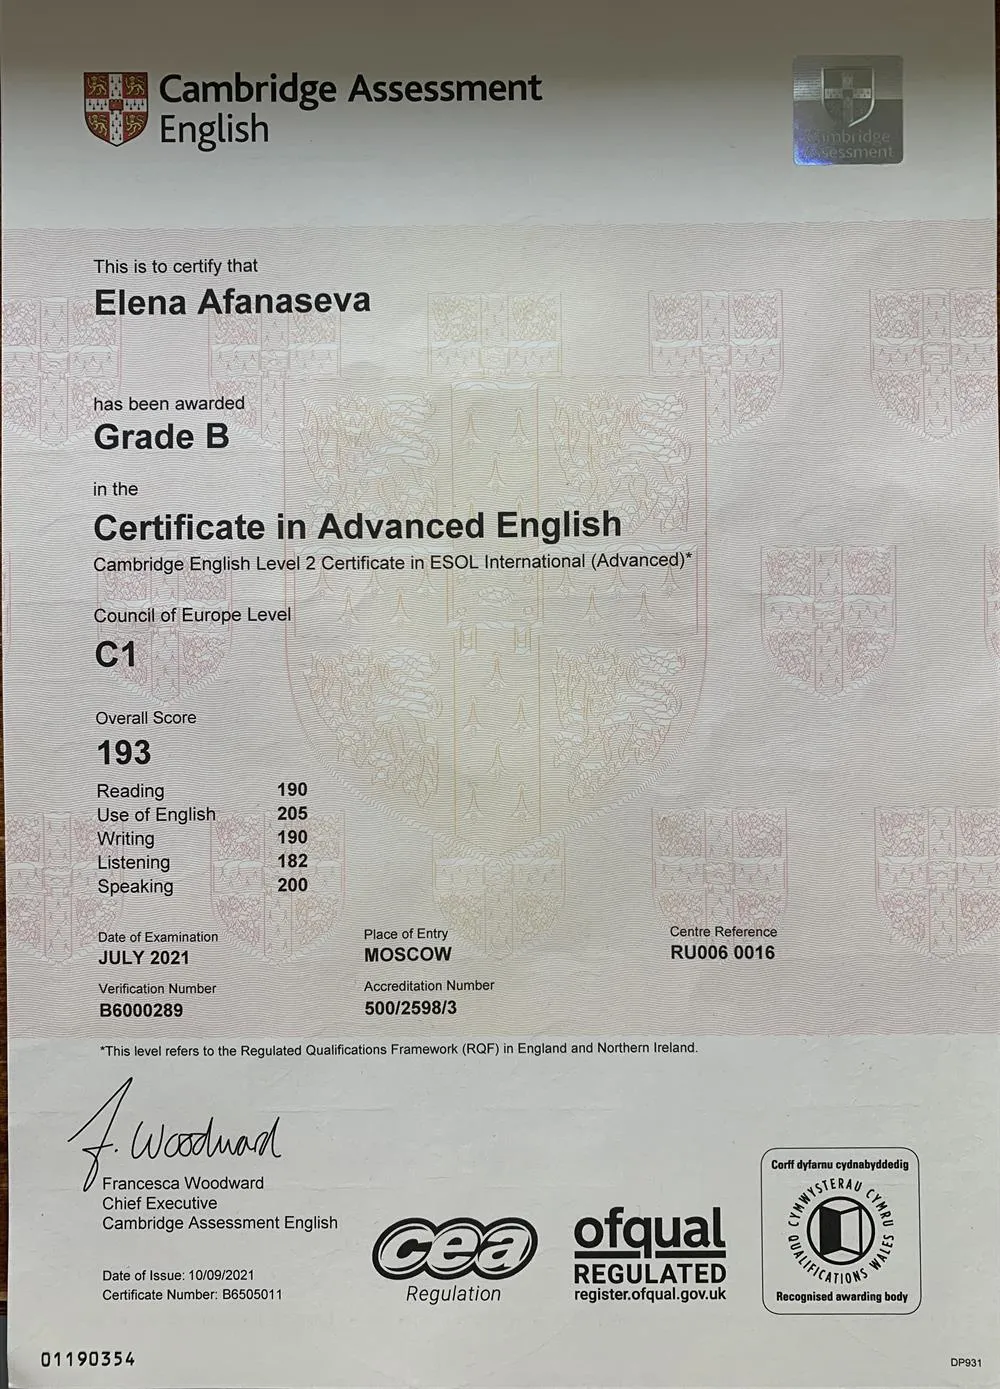 Cambridge Assessment
English
Cambridge
Assessment
This is to certify that
Elena Afanaseva
has been awarded
Grade B
in the
Certificate in Advanced English
Cambridge English Level 2 Certificate in ESOL International (Advanced)*
Council of Europe Level
C1
Overall Score
193
Reading 190
Use of English 205
Writing 190
Listening 182
Speaking 200
Date of Examination Place of Entry Centre Reference
JULY 2021 MOSCOW RU006 0016
Verification Number Accreditation Number
B6000289 500/2598/3
*This level refers to the Regulated Qualifications Framework (RQF) in England and Northern Ireland.
F. Woodward
Francesca Woodward
Chief Executive
Cambridge Assessment English
Date of Issue: 10/09/2021
Certificate Number: B6505011
cea
Regulation
ofqual
REGULATED
register.ofqual.gov.uk
Corff dyfarnu cydnabyddedig
CYMWYSTERAU CYMRU
QUALIFICATIONS WALES
Recognised awarding body
01190354
DP931